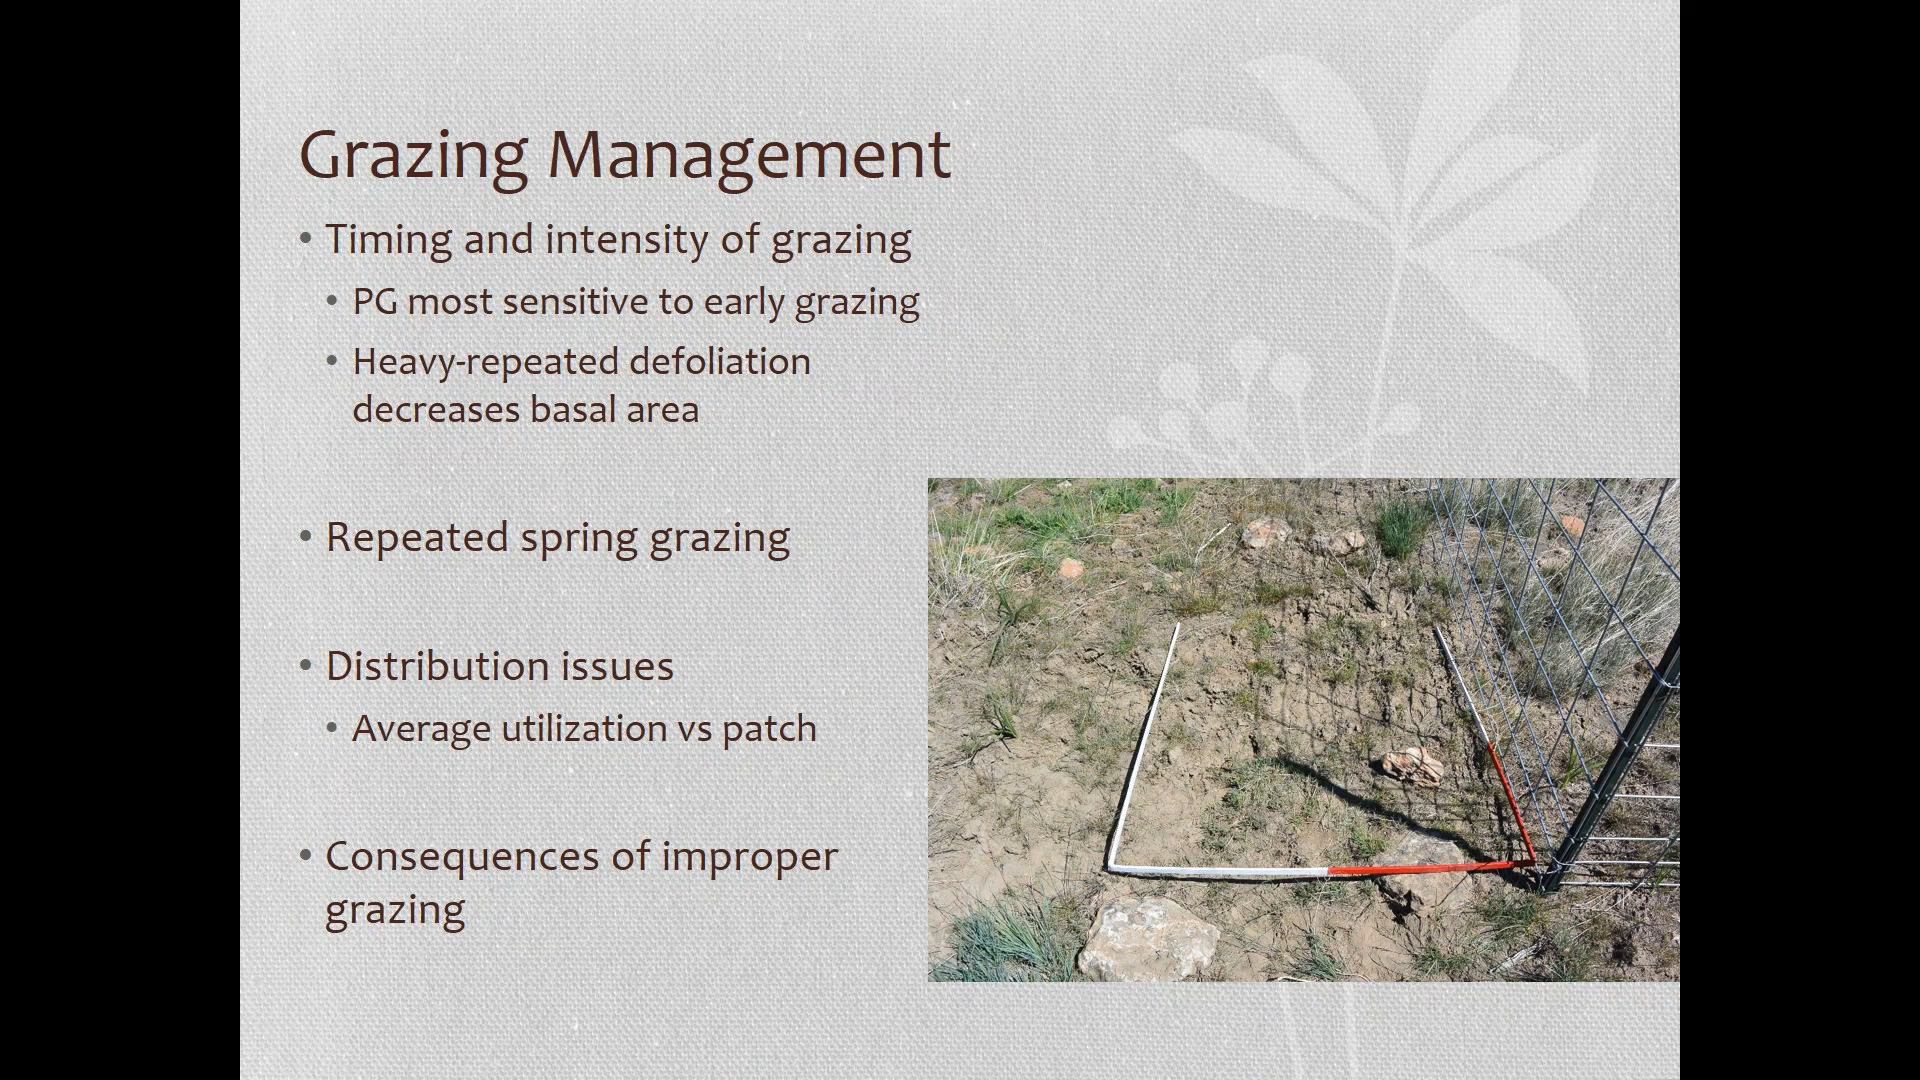 Grazing Management
• Timing and intensity of grazing
• PG most sensitive to early grazing
• Heavy-repeated defoliation
decreases basal area
• Repeated spring grazing
• Distribution issues
• Average utilization vs patch
• Consequences of improper
grazing